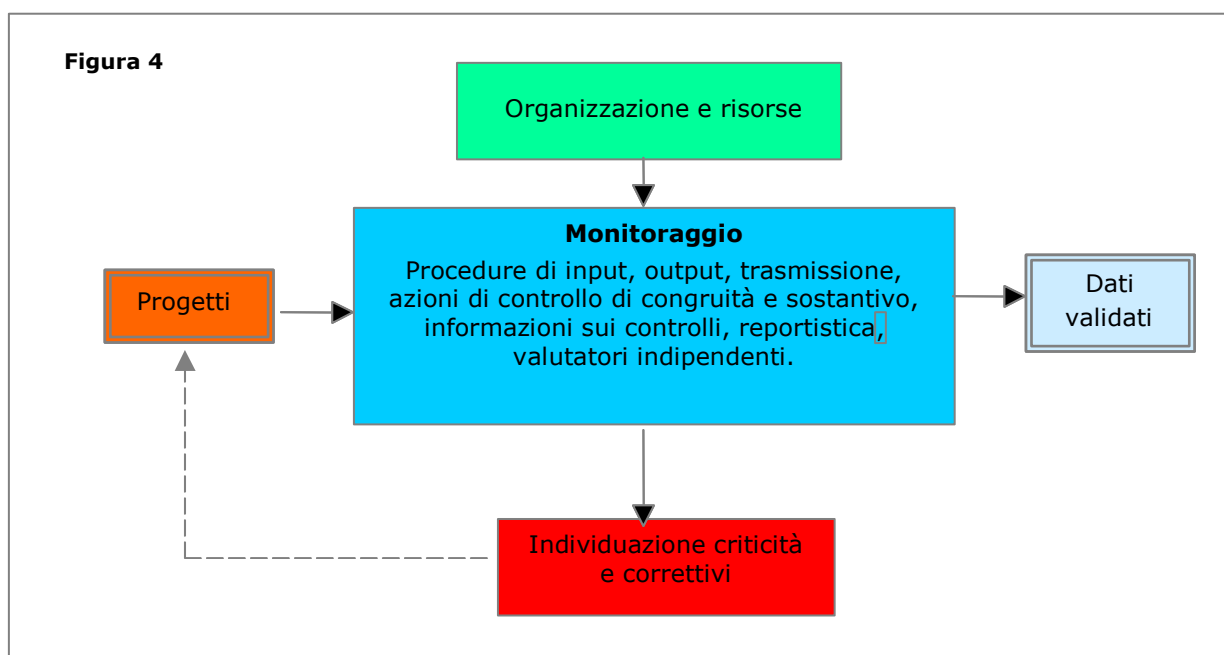 Figura 4
Organizzazione e risorse
Monitoraggio
Procedure di input, output, trasmissione,
azioni di controllo di congruità e sostantivo,
informazioni sui controlli, reportistica,
valutatori indipendenti.
Progetti
Dati
validati
Individuazione criticità
e correttivi